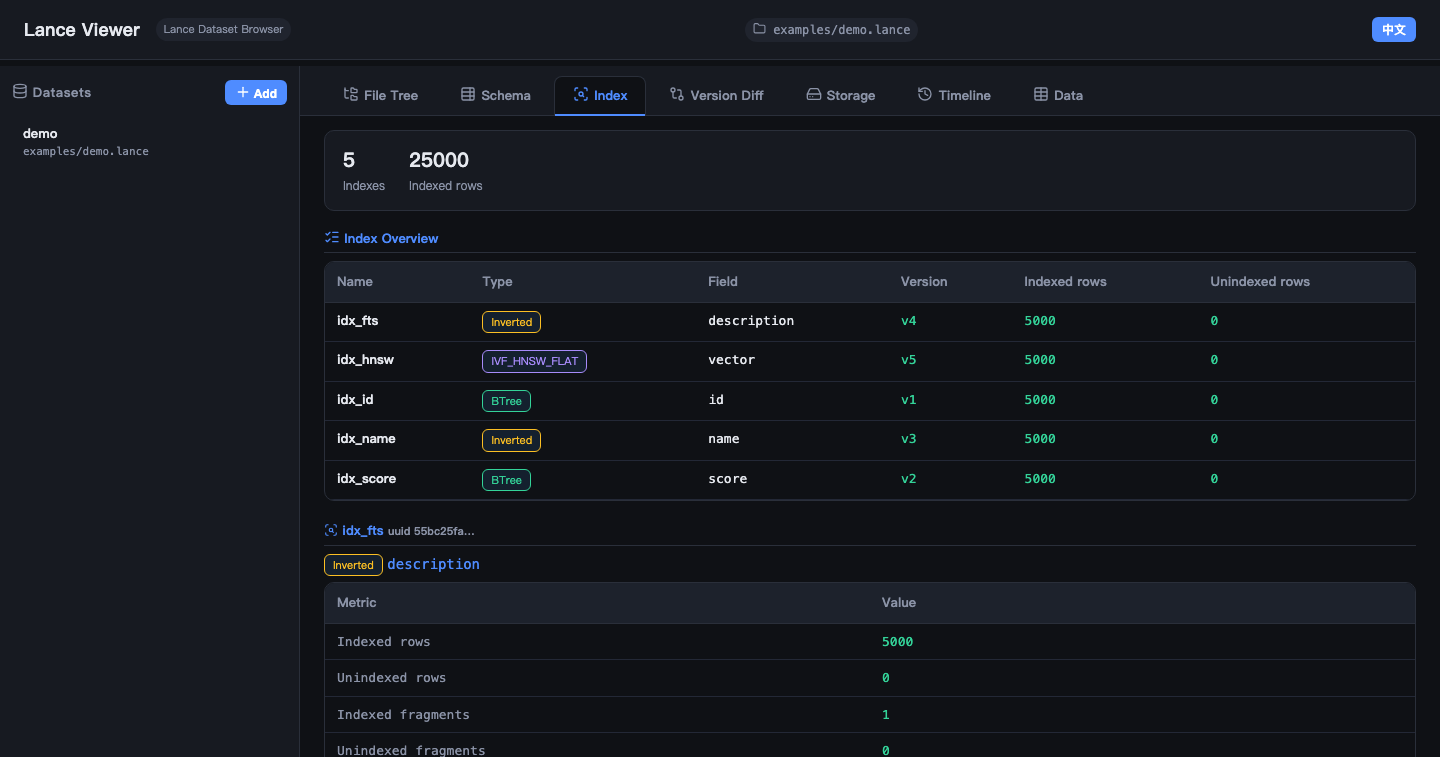 Lance Viewer Lance Dataset Browser examples/demo.lance 中文
Datasets + Add
demo
examples/demo.lance
File Tree Schema Index Version Diff Storage Timeline Data
5 25000
Indexes Indexed rows
Index Overview
Name Type Field Version Indexed rows Unindexed rows
idx_fts Inverted description v4 5000 0
idx_hnsw IVF_HNSW_FLAT vector v5 5000 0
idx_id BTree id v1 5000 0
idx_name Inverted name v3 5000 0
idx_score BTree score v2 5000 0
idx_fts uuid 55bc25fa...
Inverted description
Metric Value
Indexed rows 5000
Unindexed rows 0
Indexed fragments 1
Unindexed fragments 0